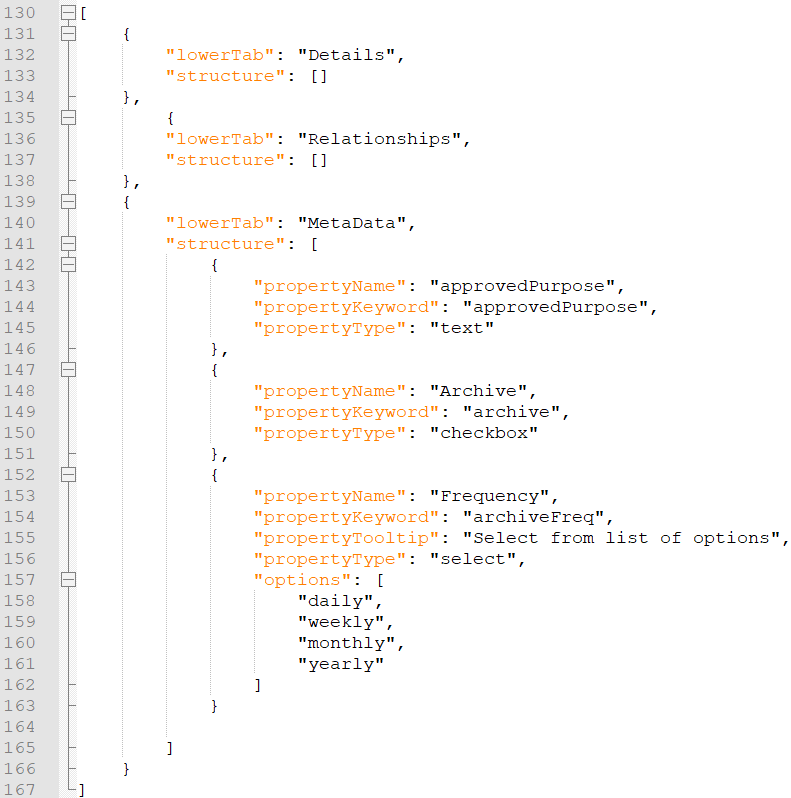 130 [
131     {
132         "lowerTab": "Details",
133         "structure": []
134     },
135         {
136         "lowerTab": "Relationships",
137         "structure": []
138     },
139     {
140         "lowerTab": "MetaData",
141         "structure": [
142             {
143                 "propertyName": "approvedPurpose",
144                 "propertyKeyword": "approvedPurpose",
145                 "propertyType": "text"
146             },
147             {
148                 "propertyName": "Archive",
149                 "propertyKeyword": "archive",
150                 "propertyType": "checkbox"
151             },
152             {
153                 "propertyName": "Frequency",
154                 "propertyKeyword": "archiveFreq",
155                 "propertyTooltip": "Select from list of options",
156                 "propertyType": "select",
157                 "options": [
158                     "daily",
159                     "weekly",
160                     "monthly",
161                     "yearly"
162                 ]
163             }
164
165         ]
166     }
167 ]